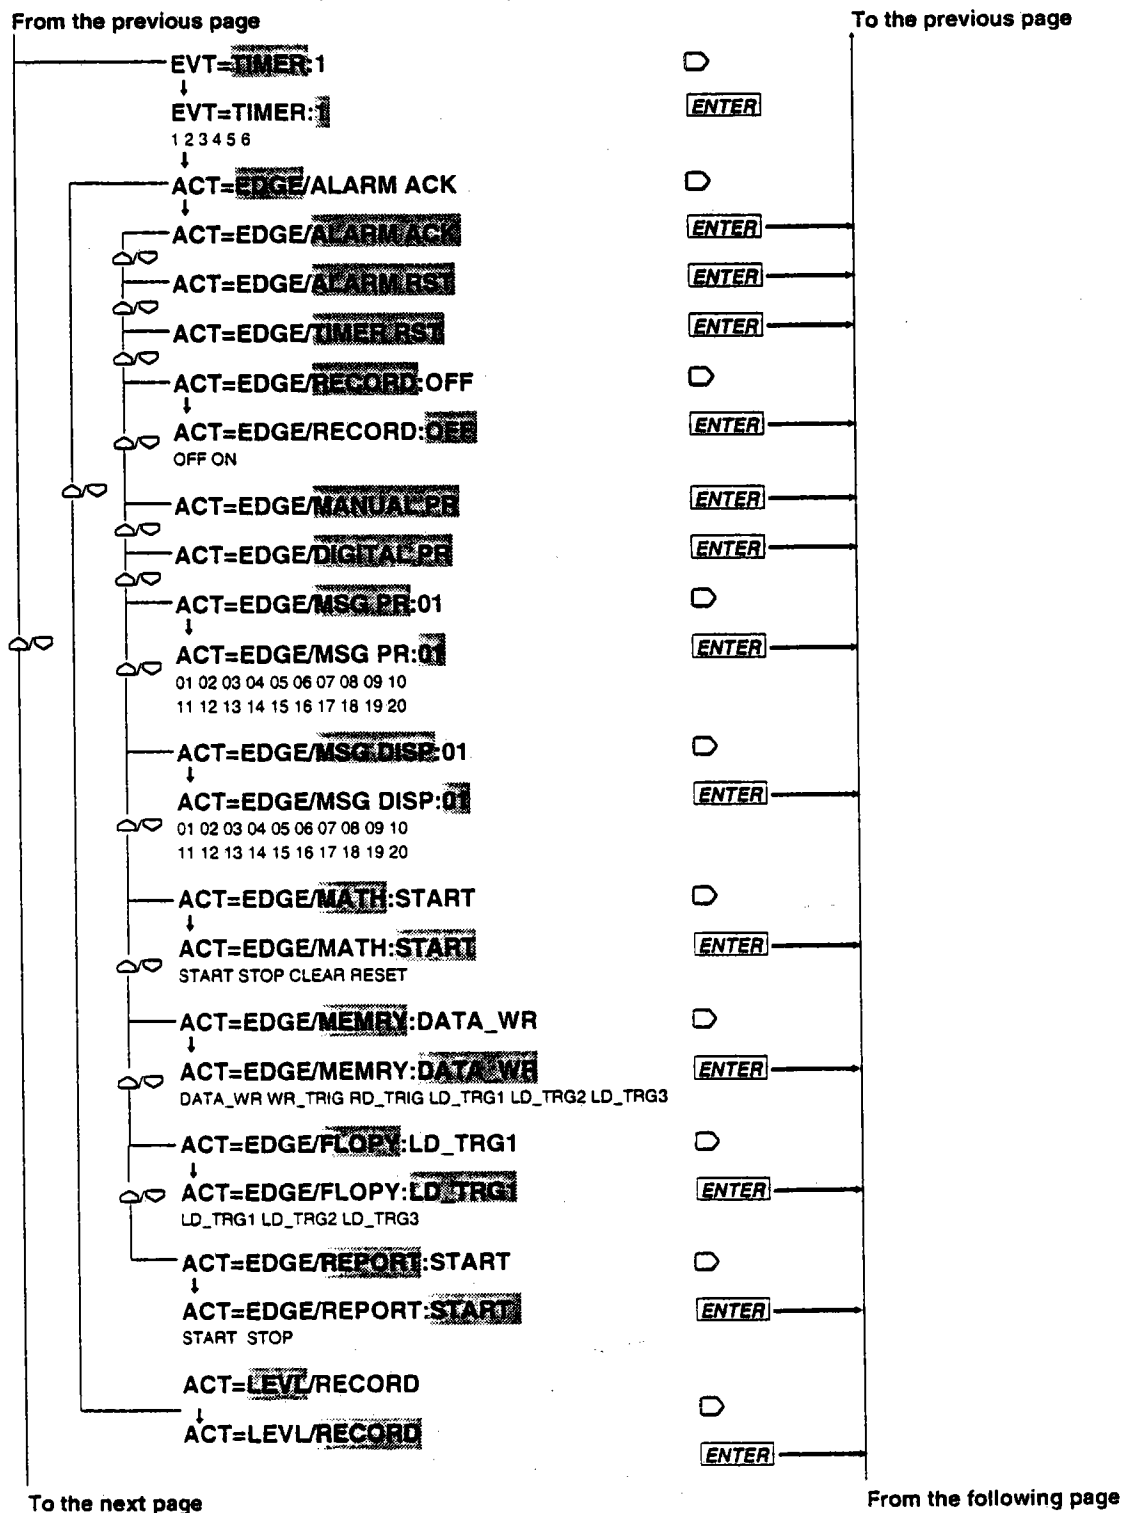 From the previous page
To the previous page
EVT=TIMER:1
EVT=TIMER:1
ENTER
1 2 3 4 5 6
ACT=EDGE/ALARM ACK
ACT=EDGE/ALARM ACK
ENTER
ACT=EDGE/ALARM RST
ENTER
ACT=EDGE/TIMER RST
ENTER
ACT=EDGE/RECORD:OFF
ACT=EDGE/RECORD:OFF
ENTER
OFF ON
ACT=EDGE/MANUAL PR
ENTER
ACT=EDGE/DIGITAL PR
ENTER
ACT=EDGE/MSG PR:01
ACT=EDGE/MSG PR:01
ENTER
01 02 03 04 05 06 07 08 09 10
11 12 13 14 15 16 17 18 19 20
ACT=EDGE/MSG DISP:01
ACT=EDGE/MSG DISP:01
ENTER
01 02 03 04 05 06 07 08 09 10
11 12 13 14 15 16 17 18 19 20
ACT=EDGE/MATH:START
ACT=EDGE/MATH:START
ENTER
START STOP CLEAR RESET
ACT=EDGE/MEMRY:DATA_WR
ACT=EDGE/MEMRY:DATA_WR
ENTER
DATA_WR WR_TRIG RD_TRIG LD_TRG1 LD_TRG2 LD_TRG3
ACT=EDGE/FLOPY:LD_TRG1
ACT=EDGE/FLOPY:LD_TRG1
ENTER
LD_TRG1 LD_TRG2 LD_TRG3
ACT=EDGE/REPORT:START
ACT=EDGE/REPORT:START
ENTER
START STOP
ACT=LEVL/RECORD
ACT=LEVL/RECORD
ENTER
To the next page
From the following page